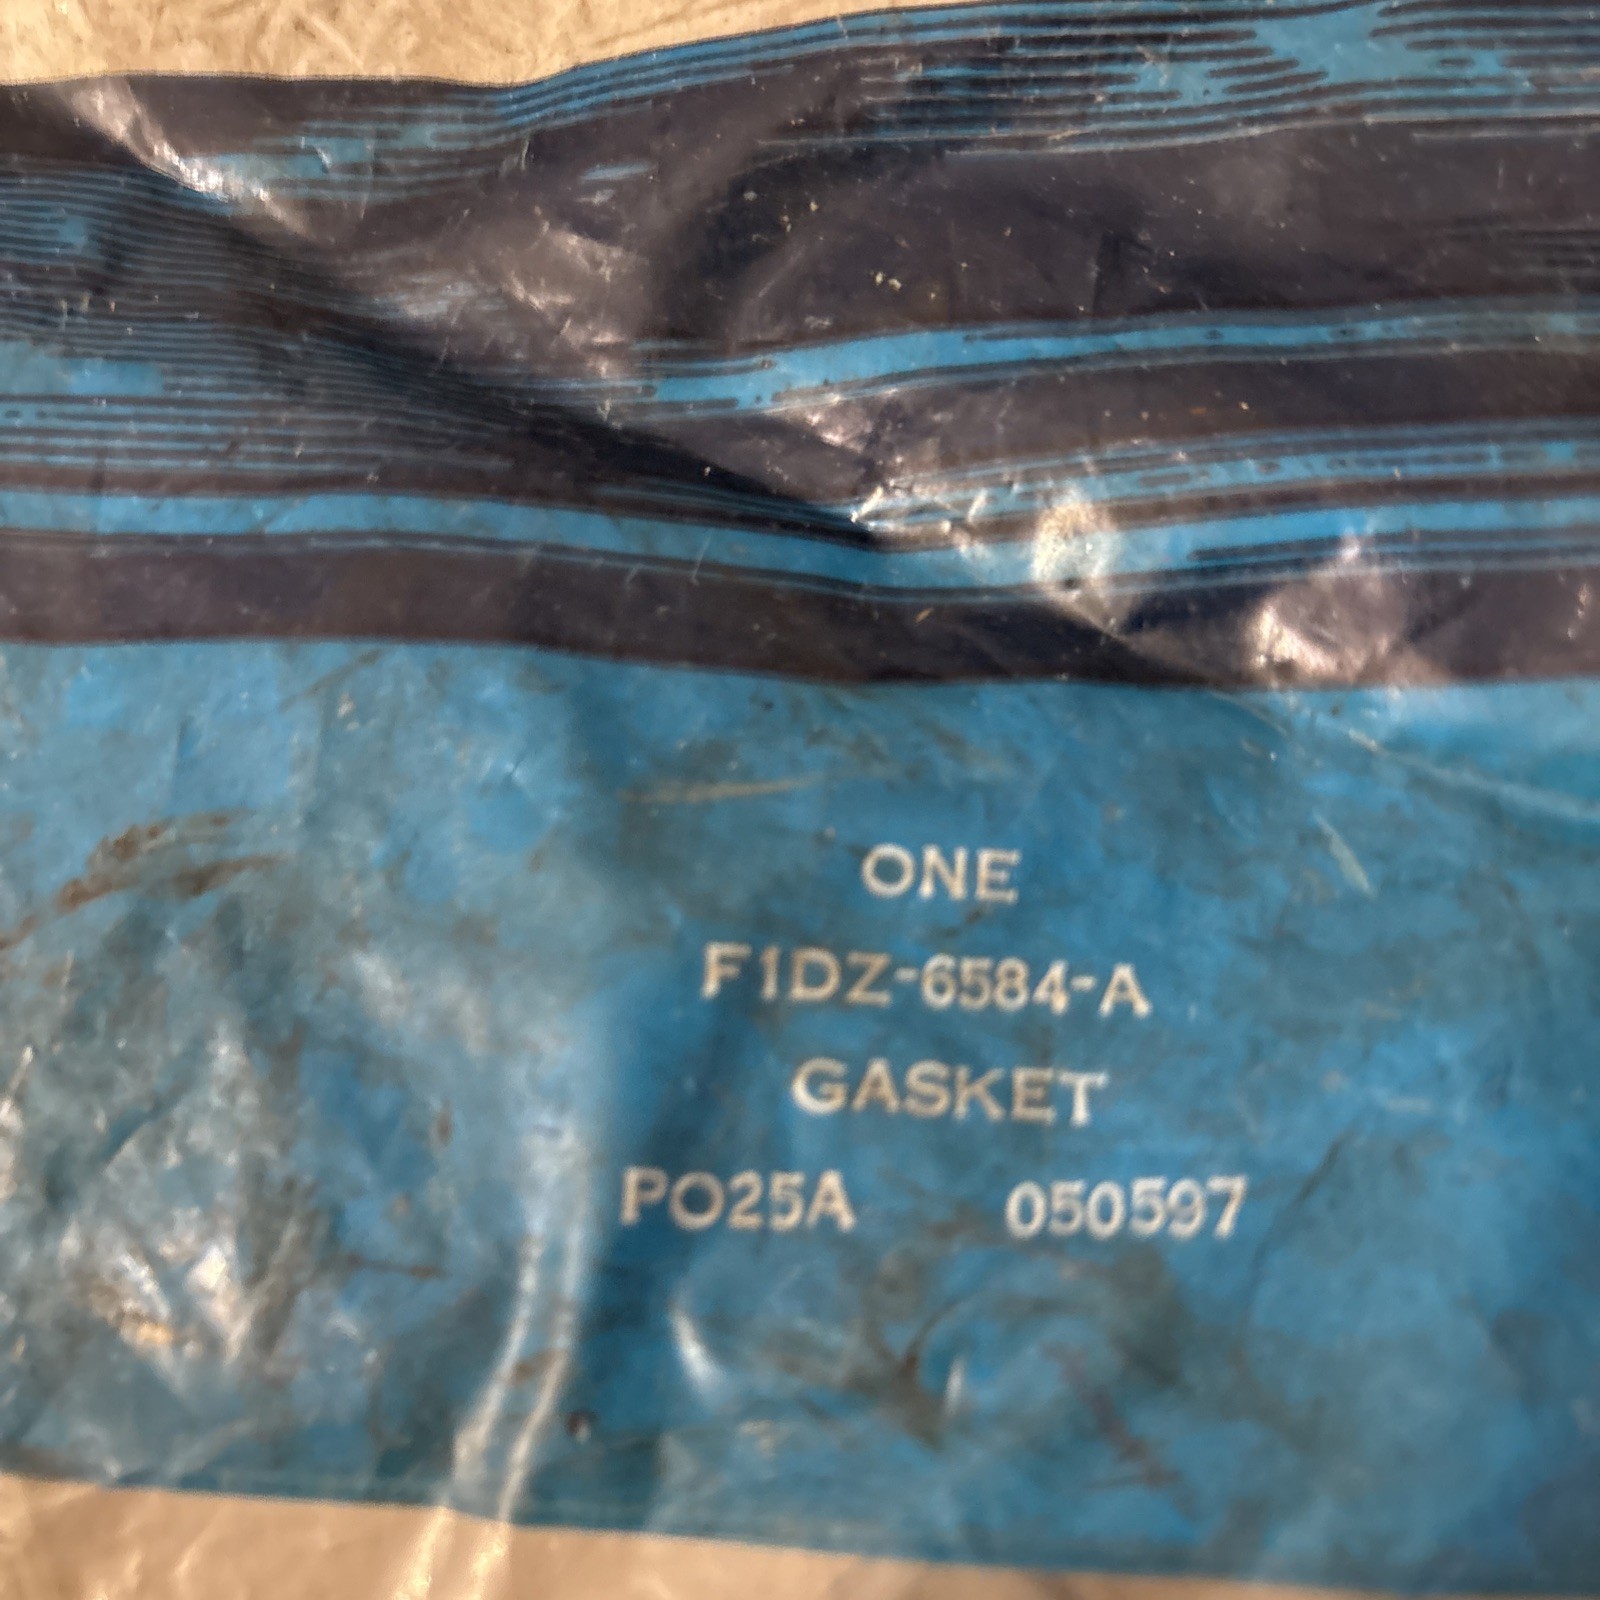 ONE
F1DZ-6584-A
GASKET
PO25A 050597